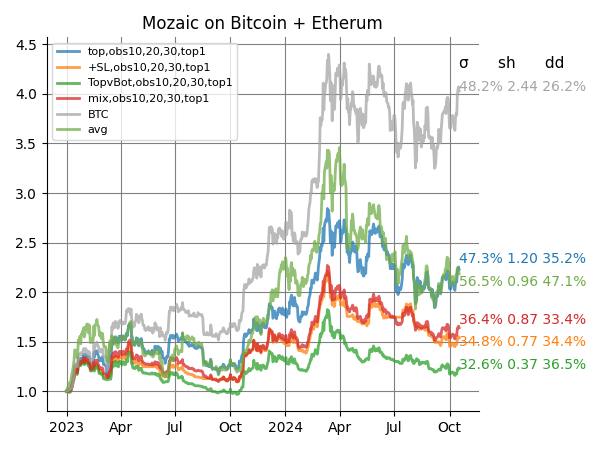 Mozaic on Bitcoin + Etherum
4.5
4.0
3.5
3.0
2.5
2.0
1.5
1.0
top,obs10,20,30,top1
+SL,obs10,20,30,top1
TopvBot,obs10,20,30,top1
mix,obs10,20,30,top1
BTC
avg
σ sh dd
48.2% 2.44 26.2%
47.3% 1.20 35.2%
56.5% 0.96 47.1%
36.4% 0.87 33.4%
34.8% 0.77 34.4%
32.6% 0.37 36.5%
2023 Apr Jul Oct 2024 Apr Jul Oct